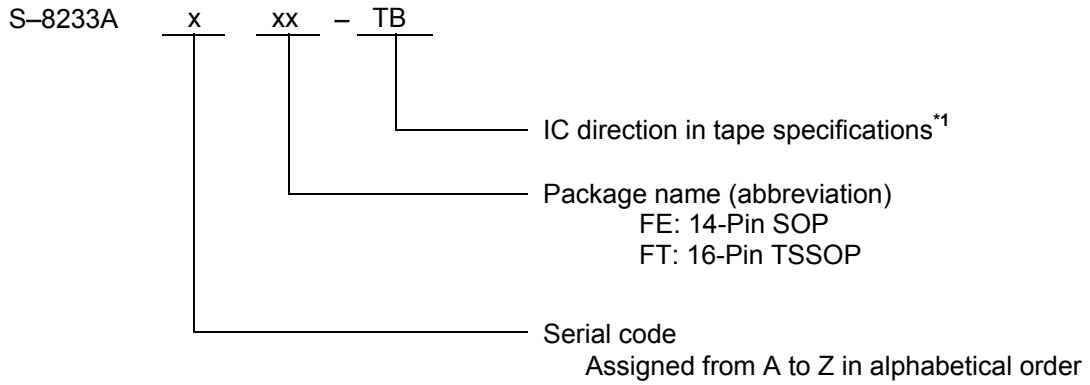 S–8233A x xx – TB
IC direction in tape specifications*1
Package name (abbreviation)
FE: 14-Pin SOP
FT: 16-Pin TSSOP
Serial code
Assigned from A to Z in alphabetical order